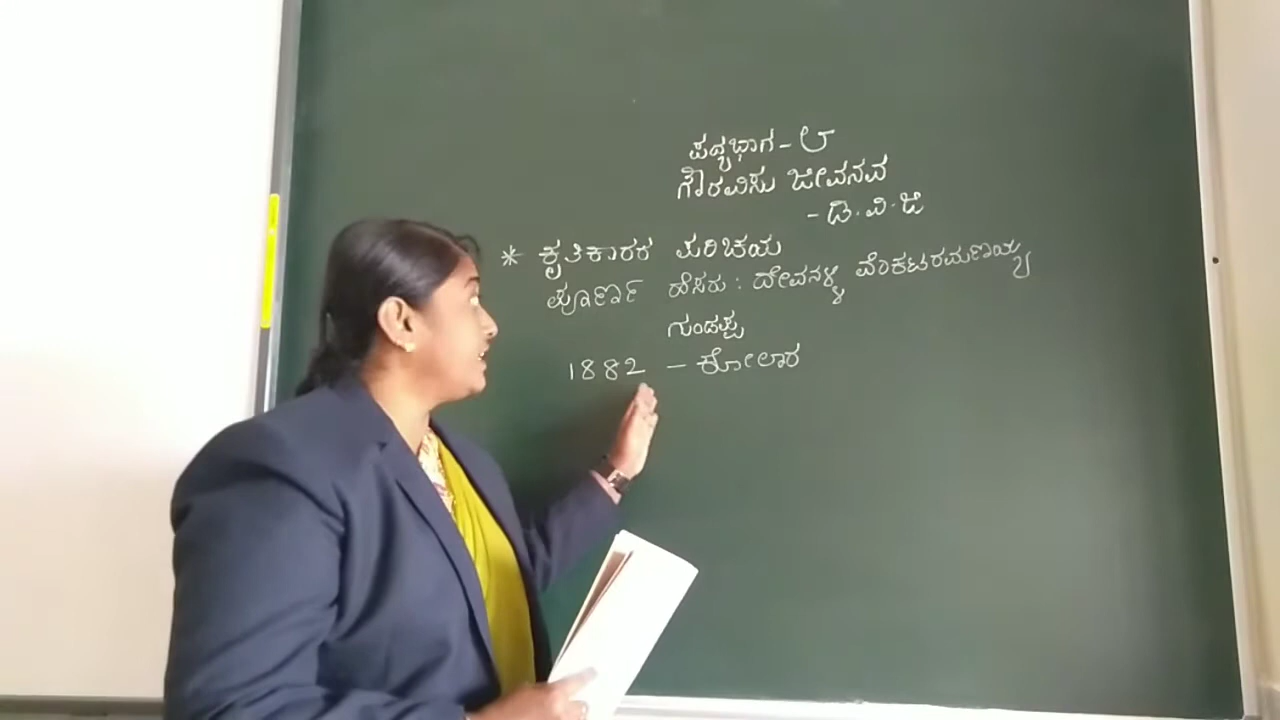 ಪದ್ಯಭಾಗ - ೮
ಗೌರವಿಸು ಜೀವನವ
- ಡಿ.ವಿ.ಜಿ
* ಕೃತಿಕಾರರ ಪರಿಚಯ
ಪೂರ್ಣ ಹೆಸರು : ದೇವನಹಳ್ಳಿ ವೆಂಕಟರಮಣಯ್ಯ
ಗುಂಡಪ್ಪ
1882 - ಕೋಲಾರ